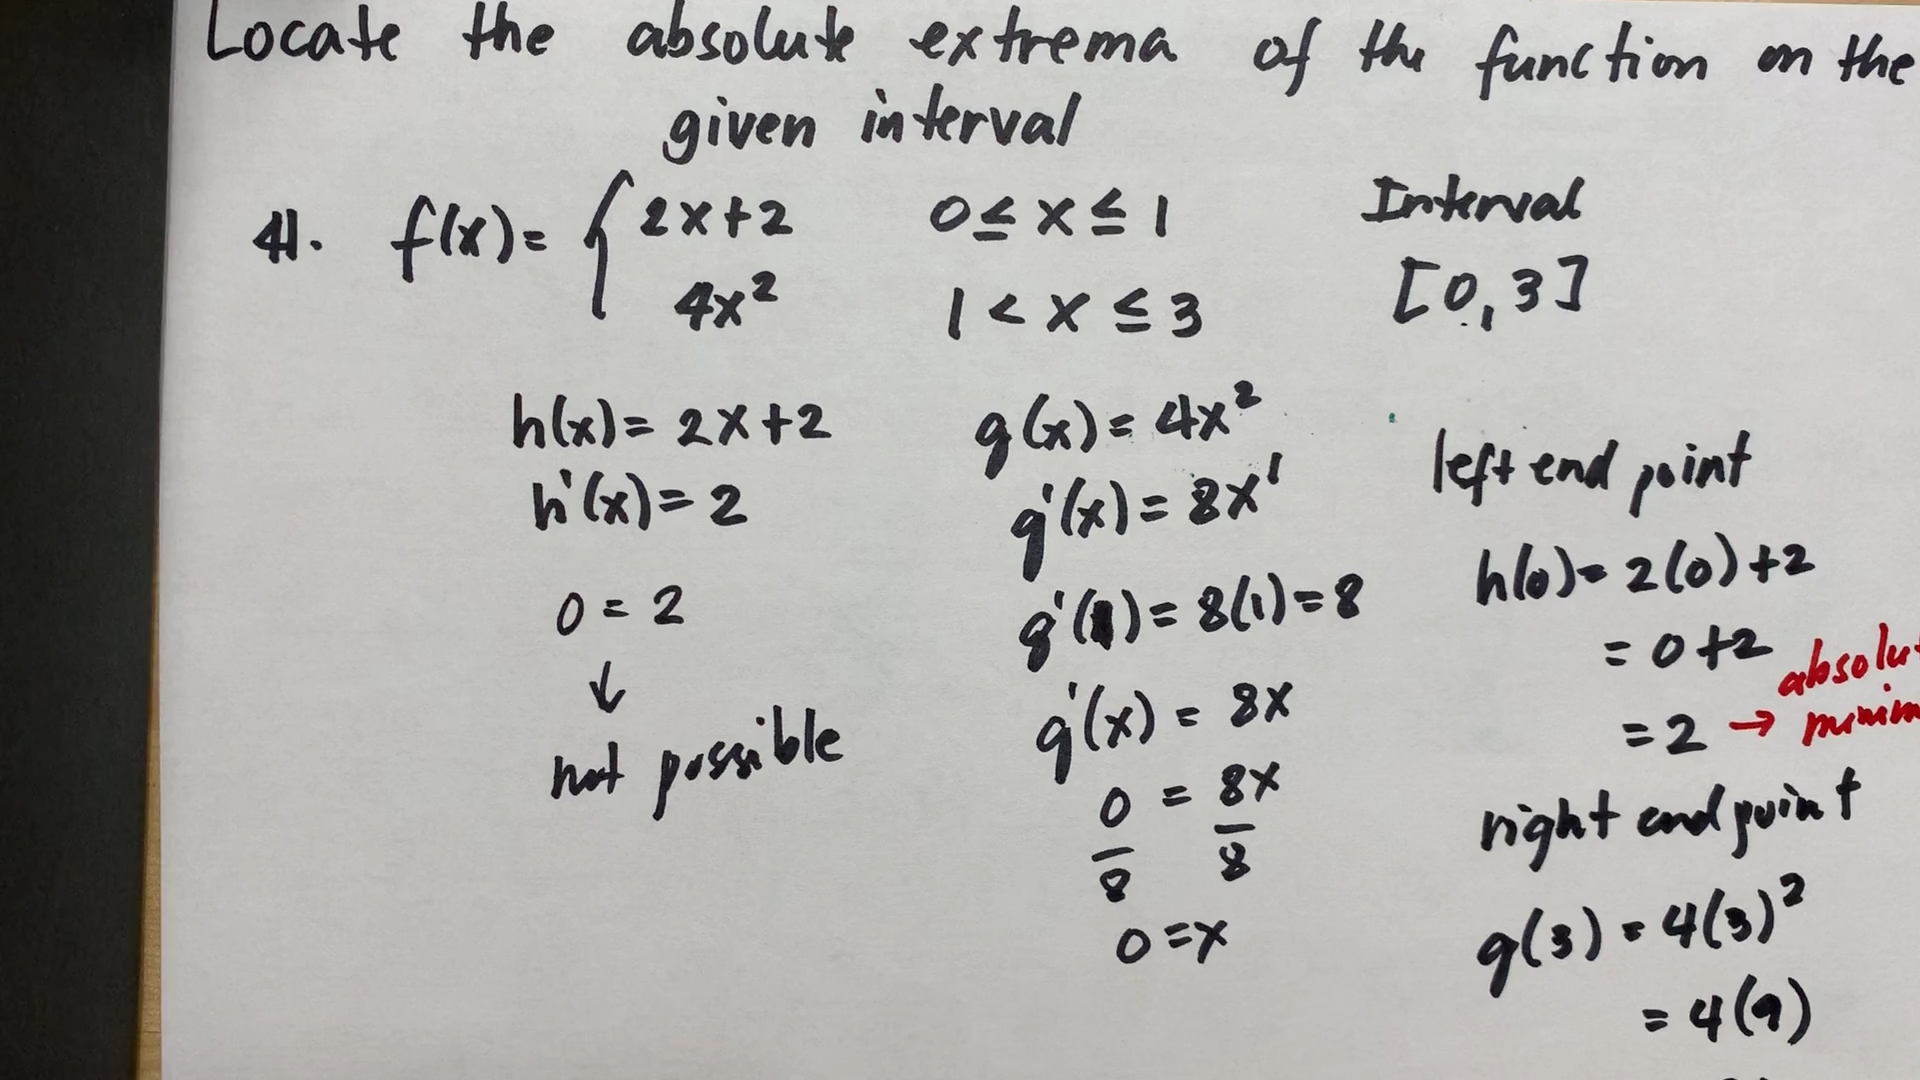 Locate the absolute extrema of the function on the
given interval
41. f(x)= { 2x+2 0≤x≤1
4x² 1<x≤3
Interval
[0,3]
h(x)= 2x+2
h'(x)= 2
0 = 2
↓
not possible
g(x)= 4x²
g'(x)= 8x¹
g'(1)= 8(1)=8
g'(x) = 8x
0/8 = 8x/8
0=x
left end point
h(0)= 2(0)+2
= 0+2
= 2 → absolut
minim
right end point
g(3) = 4(3)²
= 4(9)